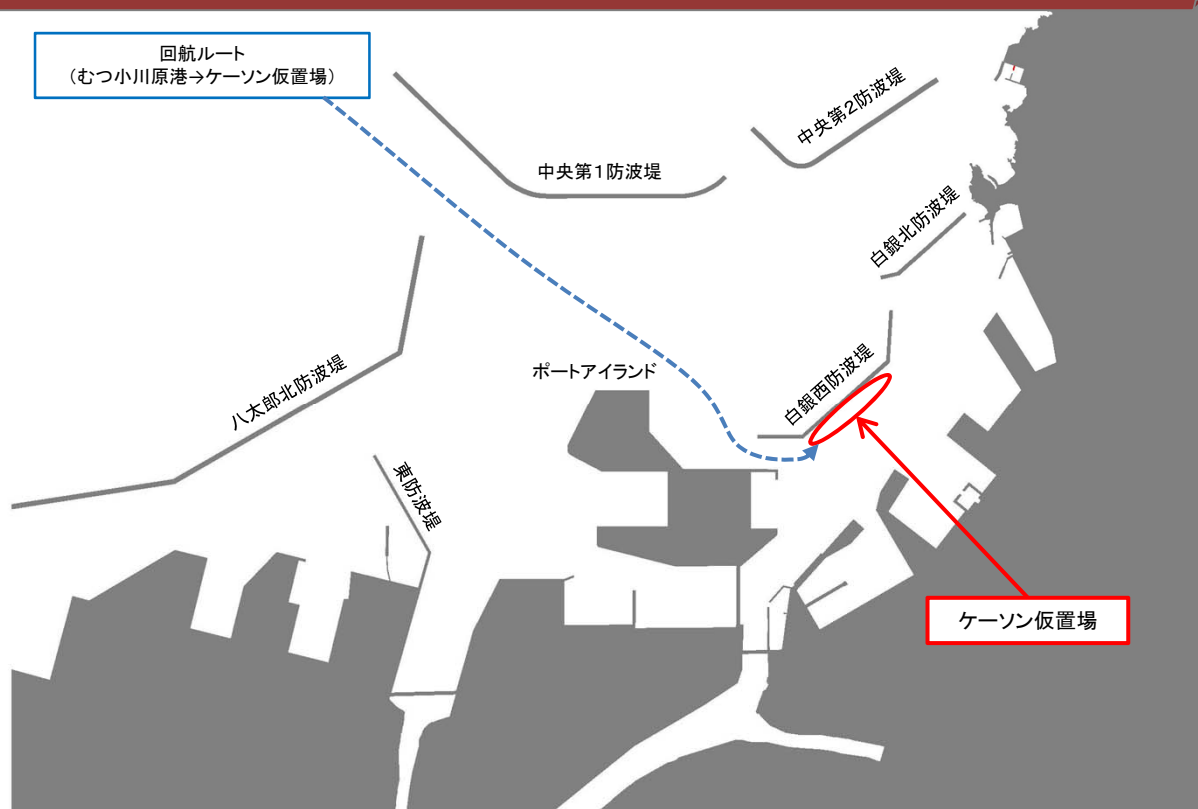 回航ルート
（むつ小川原港→ケーソン仮置場）
中央第2防波堤
中央第1防波堤
白銀北防波堤
ポートアイランド
白銀西防波堤
八太郎北防波堤
東防波堤
ケーソン仮置場